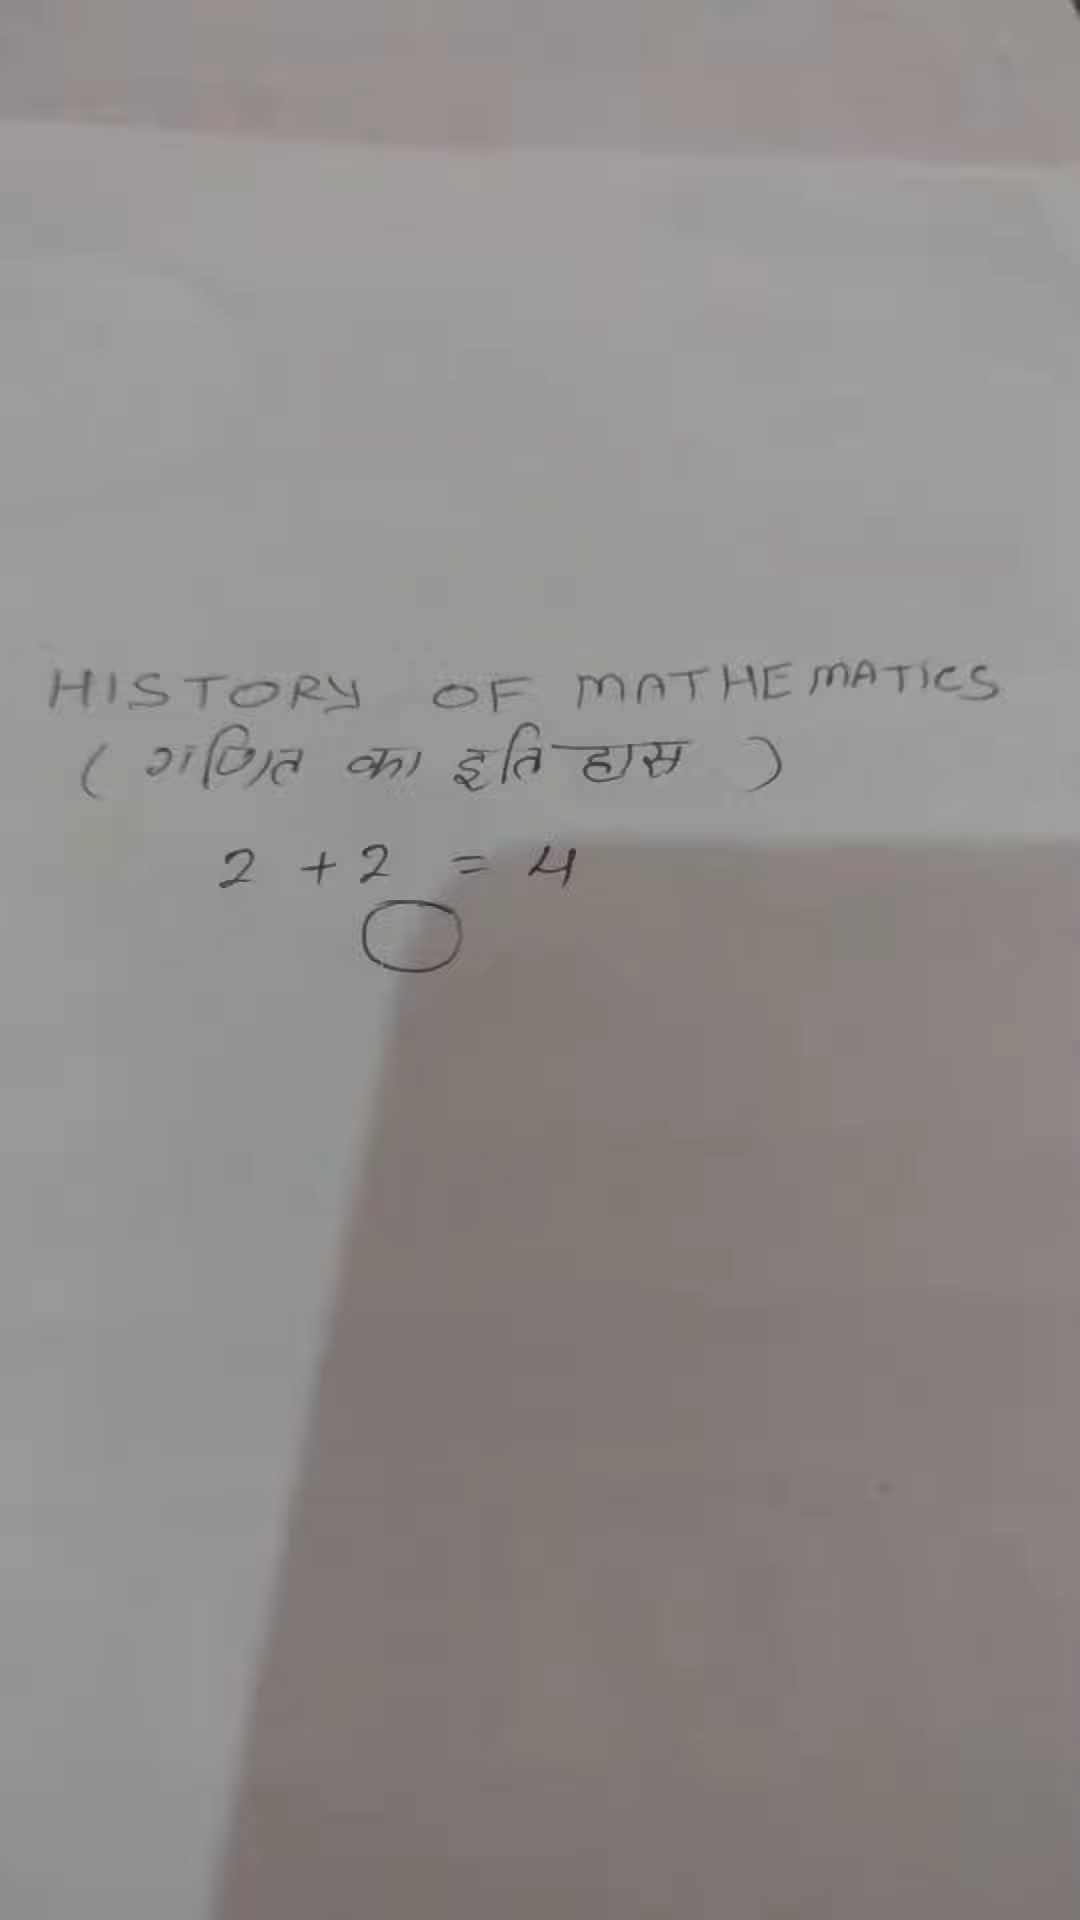 HISTORY OF MATHEMATICS
( गणित का इतिहास )
2 + 2 = 4